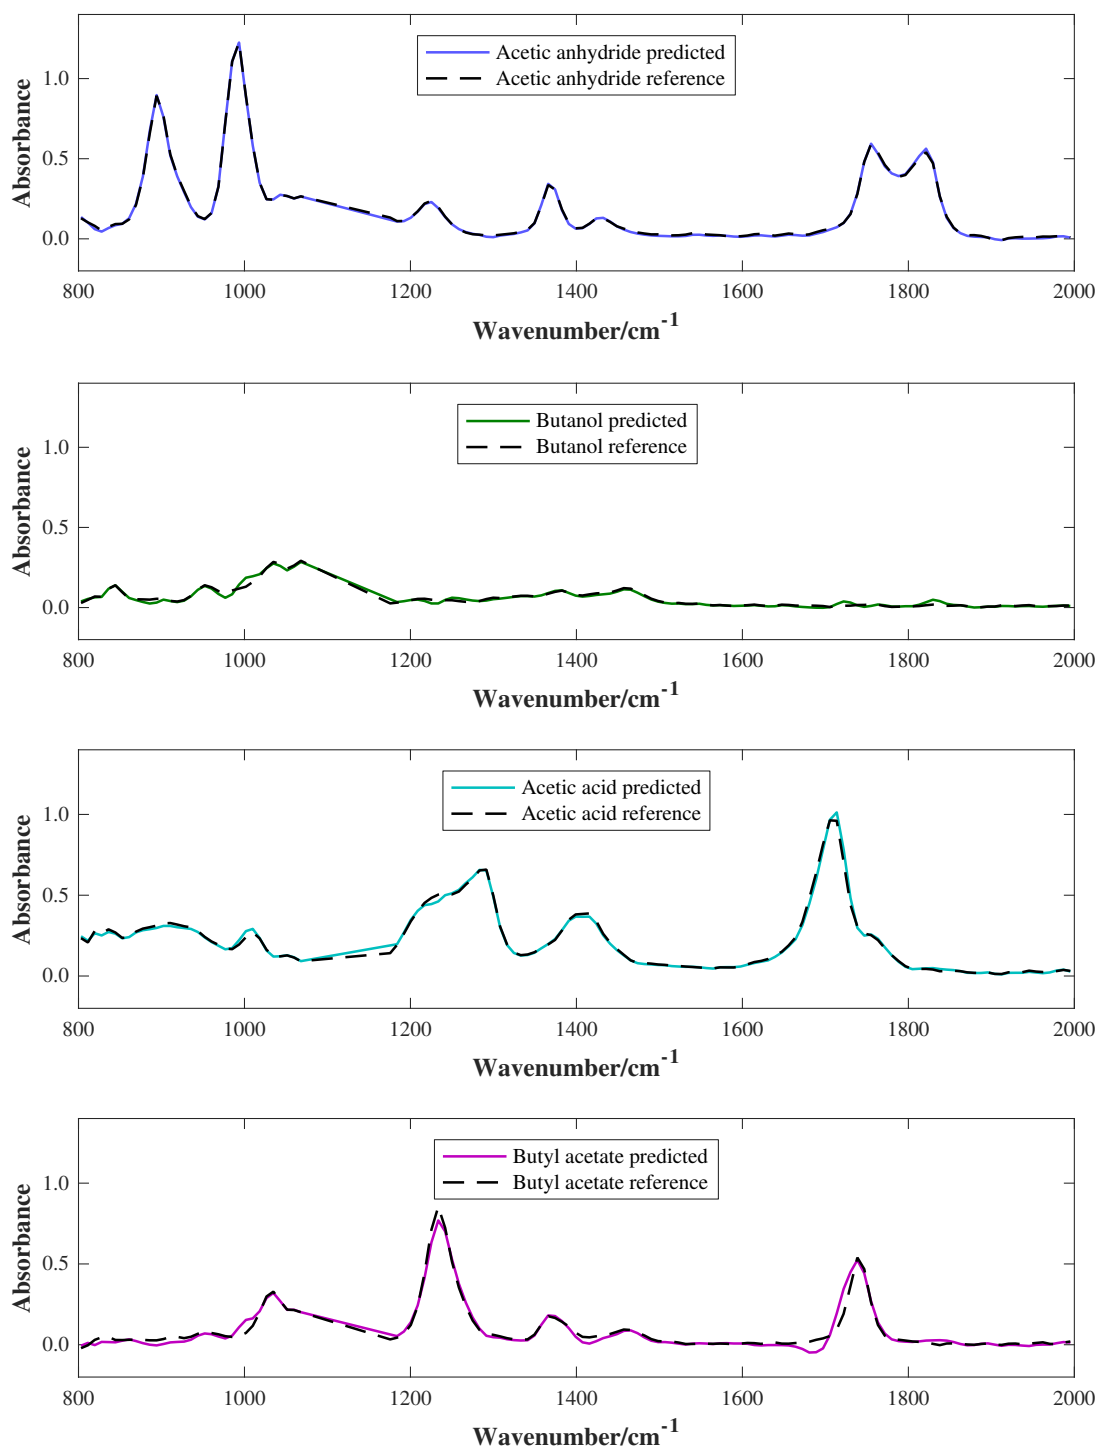 Acetic anhydride predicted
Acetic anhydride reference
1.0
0.5
0.0
Absorbance
800 1000 1200 1400 1600 1800 2000
Wavenumber/cm⁻¹
Butanol predicted
Butanol reference
1.0
0.5
0.0
Absorbance
800 1000 1200 1400 1600 1800 2000
Wavenumber/cm⁻¹
Acetic acid predicted
Acetic acid reference
1.0
0.5
0.0
Absorbance
800 1000 1200 1400 1600 1800 2000
Wavenumber/cm⁻¹
Butyl acetate predicted
Butyl acetate reference
1.0
0.5
0.0
Absorbance
800 1000 1200 1400 1600 1800 2000
Wavenumber/cm⁻¹